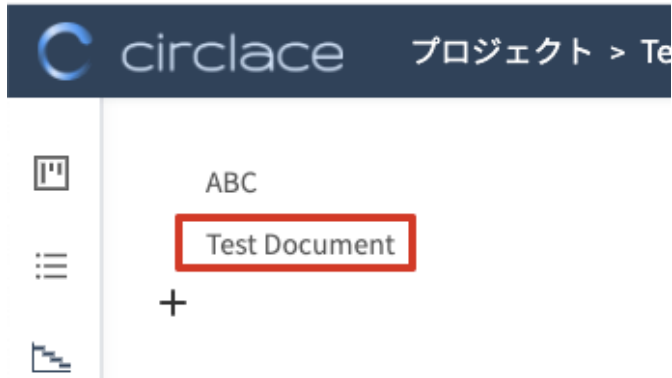 circlace プロジェクト > Te
ABC
Test Document
+